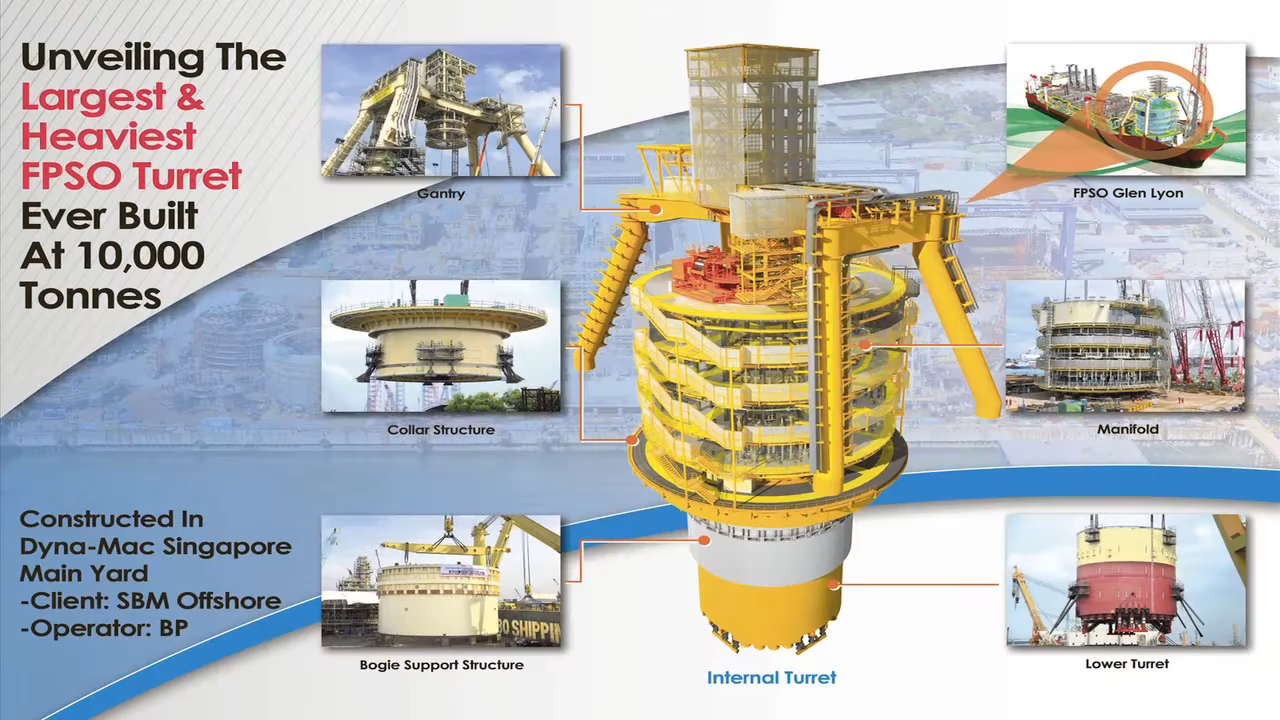 Unveiling The
Largest &
Heaviest
FPSO Turret
Ever Built
At 10,000
Tonnes
Gantry
FPSO Glen Lyon
Collar Structure
Manifold
Constructed In
Dyna-Mac Singapore
Main Yard
-Client: SBM Offshore
-Operator: BP
Bogie Support Structure
Internal Turret
Lower Turret